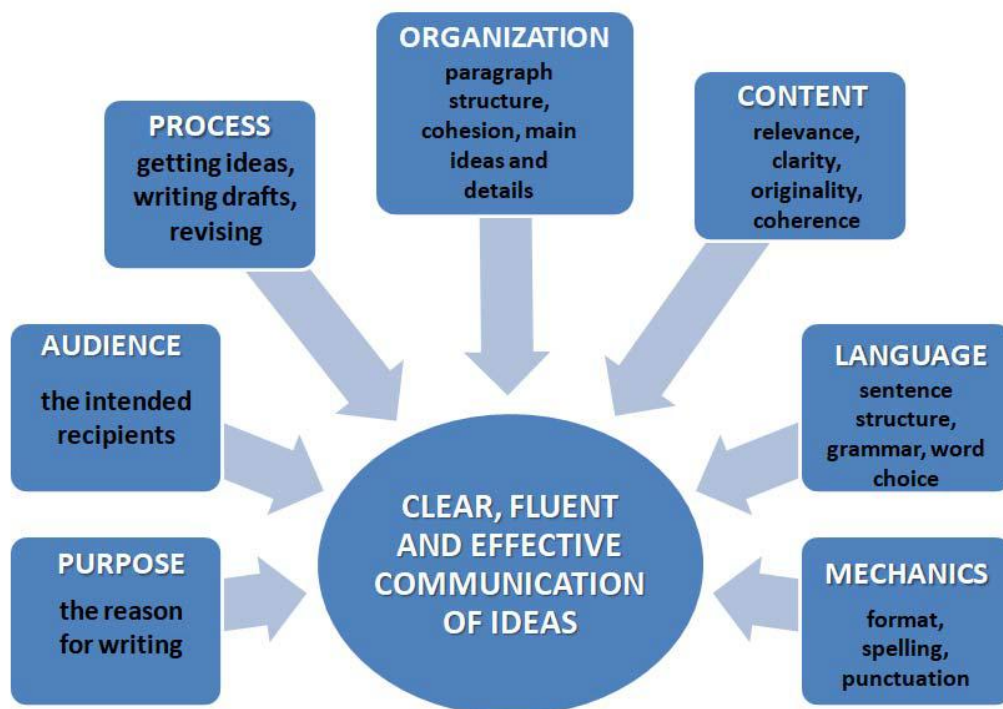 PURPOSE
the reason
for writing
AUDIENCE
the intended
recipients
PROCESS
getting ideas,
writing drafts,
revising
ORGANIZATION
paragraph
structure,
cohesion, main
ideas and
details
CONTENT
relevance,
clarity,
originality,
coherence
LANGUAGE
sentence
structure,
grammar, word
choice
MECHANICS
format,
spelling,
punctuation
CLEAR, FLUENT
AND EFFECTIVE
COMMUNICATION
OF IDEAS